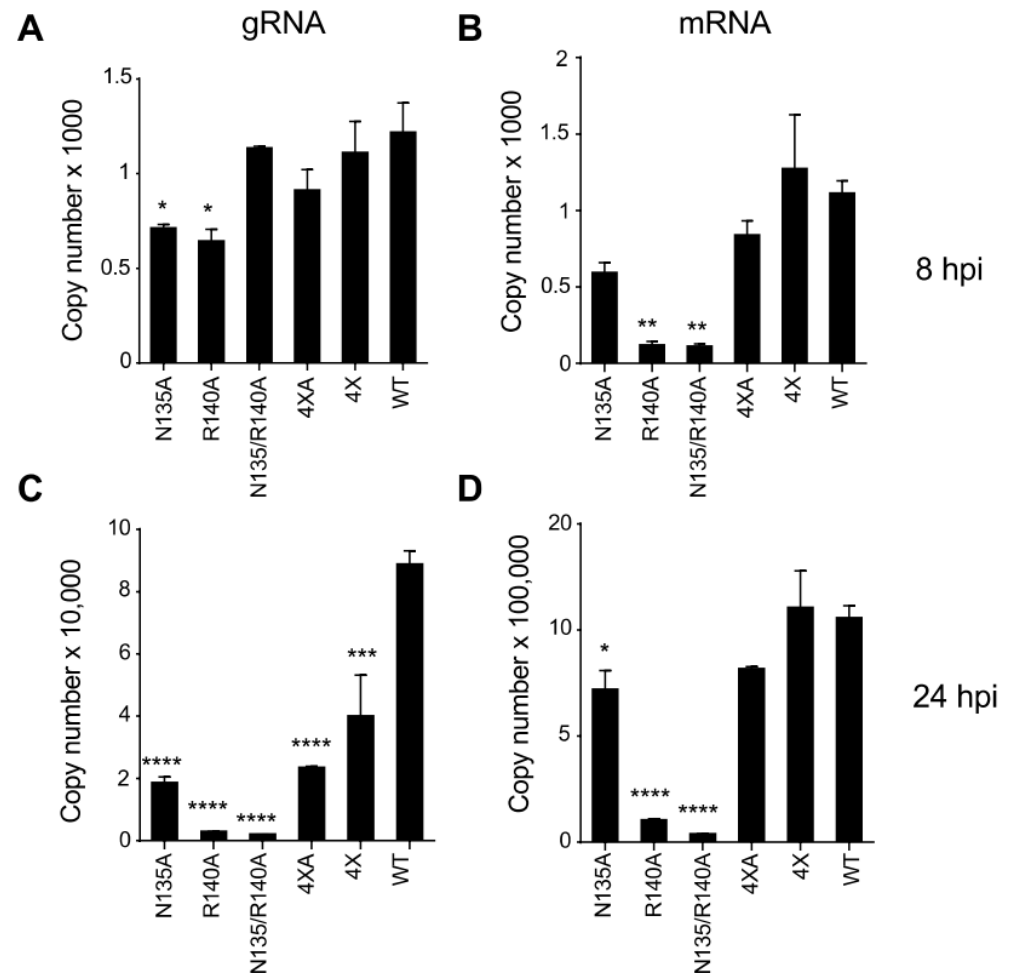 A gRNA
Copy number x 1000
1.5
1
0.5
0
*
*
N135A
R140A
N135/R140A
4XA
4X
WT
B mRNA
Copy number x 1000
2
1.5
1
0.5
0
**
**
N135A
R140A
N135/R140A
4XA
4X
WT
8 hpi
C
Copy number x 10,000
10
8
6
4
2
0
****
****
****
****
***
N135A
R140A
N135/R140A
4XA
4X
WT
D
Copy number x 100,000
20
10
5
0
*
****
****
N135A
R140A
N135/R140A
4XA
4X
WT
24 hpi